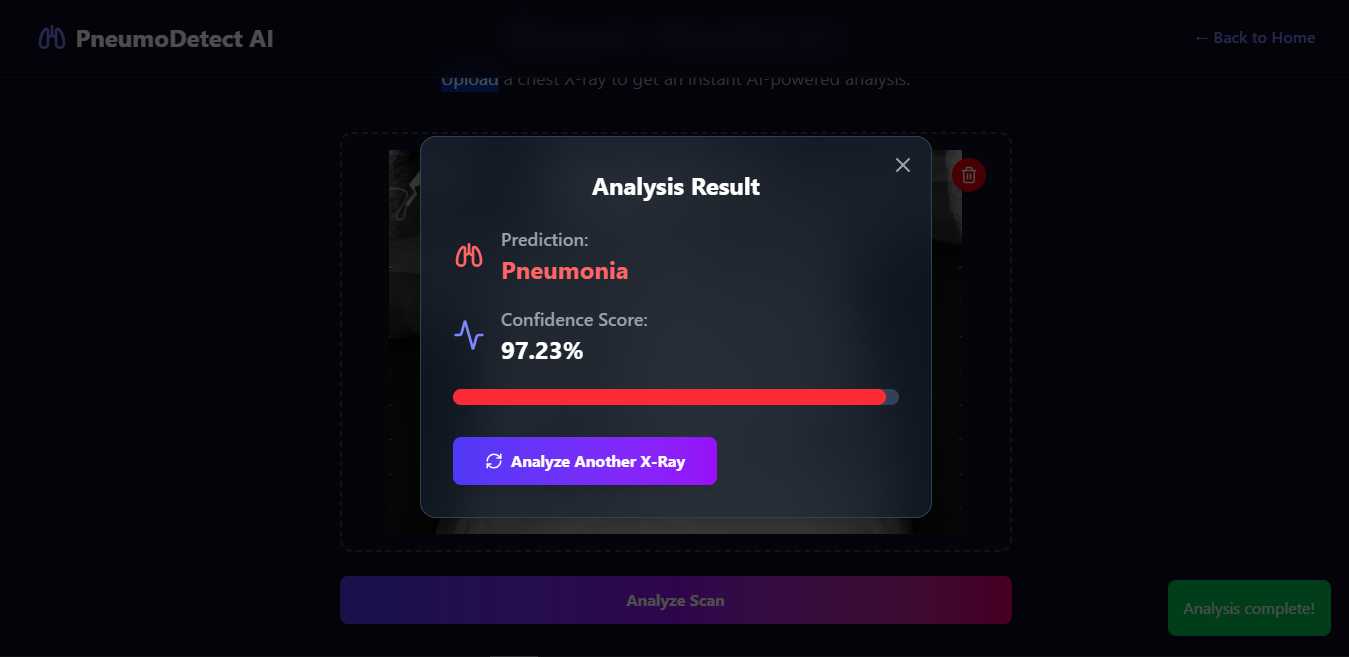 PneumoDetect AI
← Back to Home
Upload a chest X-ray to get an instant AI-powered analysis.
Analysis Result
Prediction:
Pneumonia
Confidence Score:
97.23%
Analyze Another X-Ray
Analyze Scan
Analysis complete!